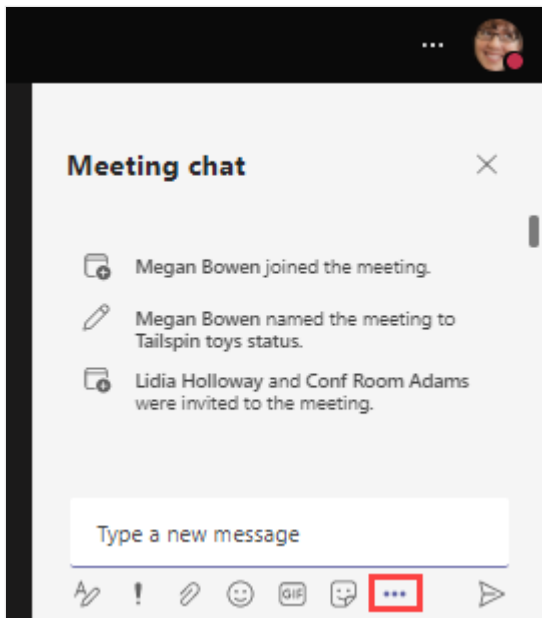 Meeting chat
Megan Bowen joined the meeting.
Megan Bowen named the meeting to
Tailspin toys status.
Lidia Holloway and Conf Room Adams
were invited to the meeting.
Type a new message
GIF